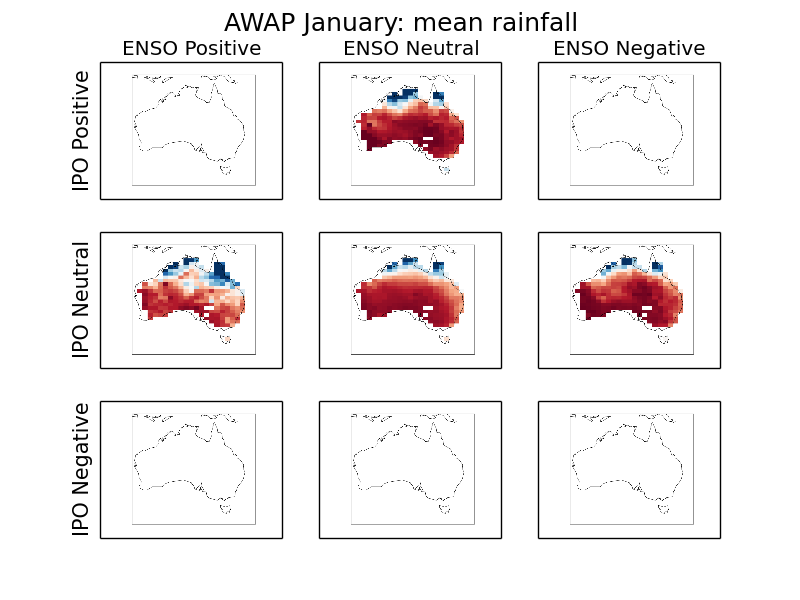 AWAP January: mean rainfall
ENSO Positive ENSO Neutral ENSO Negative
IPO Positive
IPO Neutral
IPO Negative